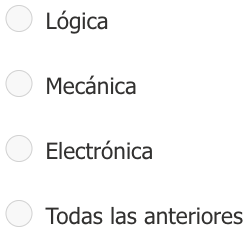 Lógica
Mecánica
Electrónica
Todas las anteriores